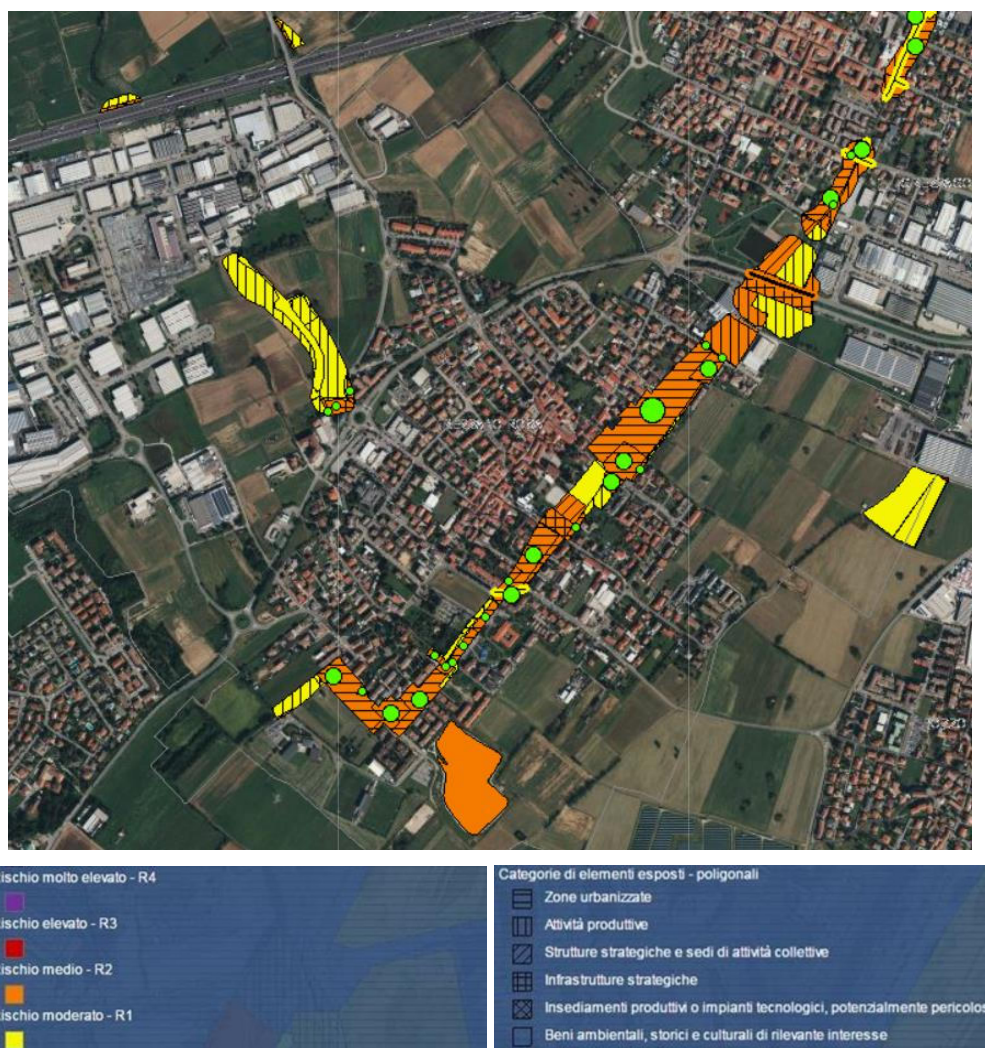 ischio molto elevato - R4
ischio elevato - R3
ischio medio - R2
ischio moderato - R1
Categorie di elementi esposti - poligonali
Zone urbanizzate
Attività produttive
Strutture strategiche e sedi di attività collettive
Infrastrutture strategiche
Insediamenti produttivi o impianti tecnologici, potenzialmente pericolos
Beni ambientali, storici e culturali di rilevante interesse